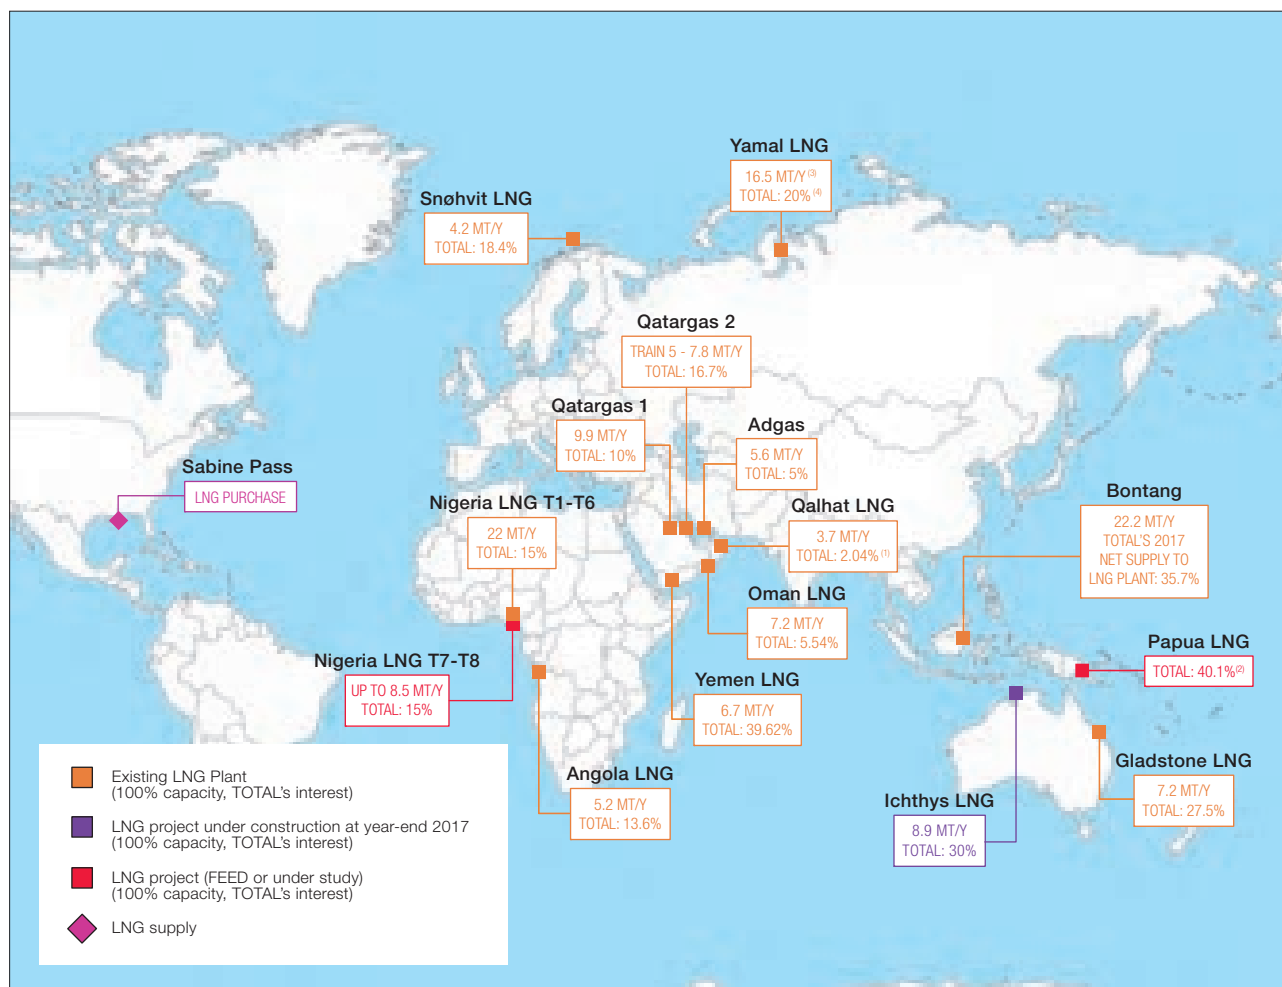 Yamal LNG
16.5 MT/Y(3)
TOTAL: 20% (4)
Snøhvit LNG
4.2 MT/Y
TOTAL: 18.4%
Qatargas 2
TRAIN 5 - 7.8 MT/Y
TOTAL: 16.7%
Qatargas 1
9.9 MT/Y
TOTAL: 10%
Adgas
5.6 MT/Y
TOTAL: 5%
Sabine Pass
LNG PURCHASE
Nigeria LNG T1-T6
22 MT/Y
TOTAL: 15%
Qalhat LNG
3.7 MT/Y
TOTAL: 2.04% (1)
Bontang
22.2 MT/Y
TOTAL'S 2017
NET SUPPLY TO
LNG PLANT: 35.7%
Oman LNG
7.2 MT/Y
TOTAL: 5.54%
Papua LNG
TOTAL: 40.1%(2)
Nigeria LNG T7-T8
UP TO 8.5 MT/Y
TOTAL: 15%
Yemen LNG
6.7 MT/Y
TOTAL: 39.62%
Angola LNG
5.2 MT/Y
TOTAL: 13.6%
Gladstone LNG
7.2 MT/Y
TOTAL: 27.5%
Ichthys LNG
8.9 MT/Y
TOTAL: 30%
Existing LNG Plant
(100% capacity, TOTAL's interest)
LNG project under construction at year-end 2017
(100% capacity, TOTAL's interest)
LNG project (FEED or under study)
(100% capacity, TOTAL's interest)
LNG supply